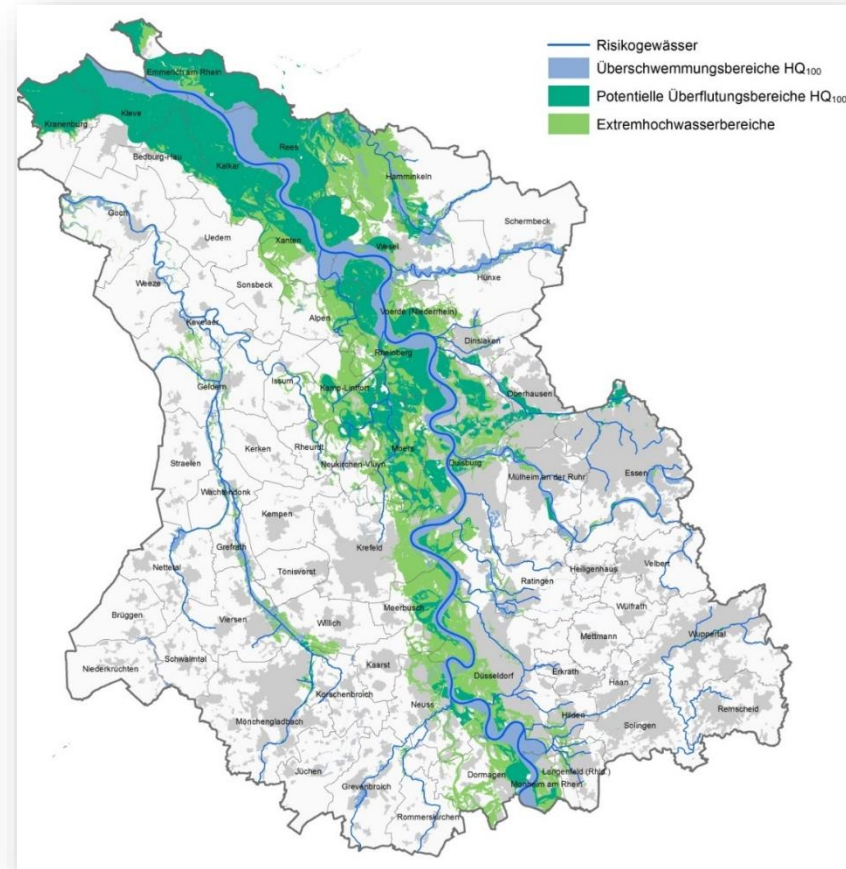 Risikogewässer
Überschwemmungsbereiche HQ₁₀₀
Potentielle Überflutungsbereiche HQ₁₀₀
Extremhochwasserbereiche
Emmerich am Rhein
Kranenburg
Kleve
Rees
Bedburg-Hau
Kalkar
Hamminkeln
Goch
Schermbeck
Uedem
Xanten
Wesel
Weeze
Sonsbeck
Hünxe
Alpen
Voerde (Niederrhein)
Kevelaer
Dinslaken
Rheinberg
Issum
Geldern
Kamp-Lintfort
Oberhausen
Rheurdt
Moers
Kerken
Straelen
Neukirchen-Vluyn
Duisburg
Mülheim an der Ruhr
Essen
Wachtendonk
Kempen
Krefeld
Grefrath
Nettetal
Tönisvorst
Heiligenhaus
Velbert
Ratingen
Meerbusch
Wülfrath
Brüggen
Viersen
Willich
Mettmann
Wuppertal
Schwalmtal
Niederkrüchten
Kaarst
Düsseldorf
Erkrath
Haan
Korschenbroich
Neuss
Mönchengladbach
Hilden
Solingen
Remscheid
Jüchen
Dormagen
Langenfeld (Rhld.)
Monheim am Rhein
Grevenbroich
Rommerskirchen